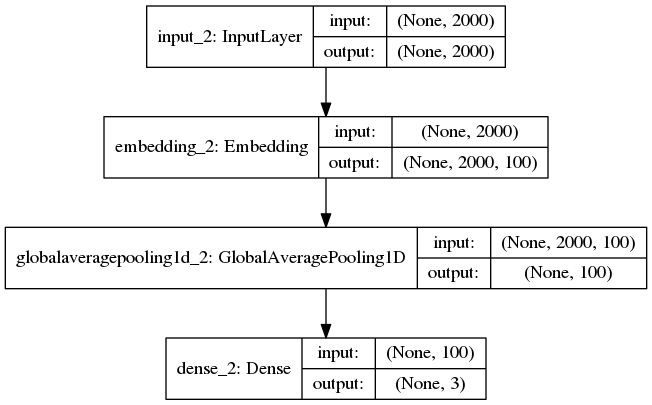 input_2: InputLayer
input: (None, 2000)
output: (None, 2000)
embedding_2: Embedding
input: (None, 2000)
output: (None, 2000, 100)
globalaveragepooling1d_2: GlobalAveragePooling1D
input: (None, 2000, 100)
output: (None, 100)
dense_2: Dense
input: (None, 100)
output: (None, 3)